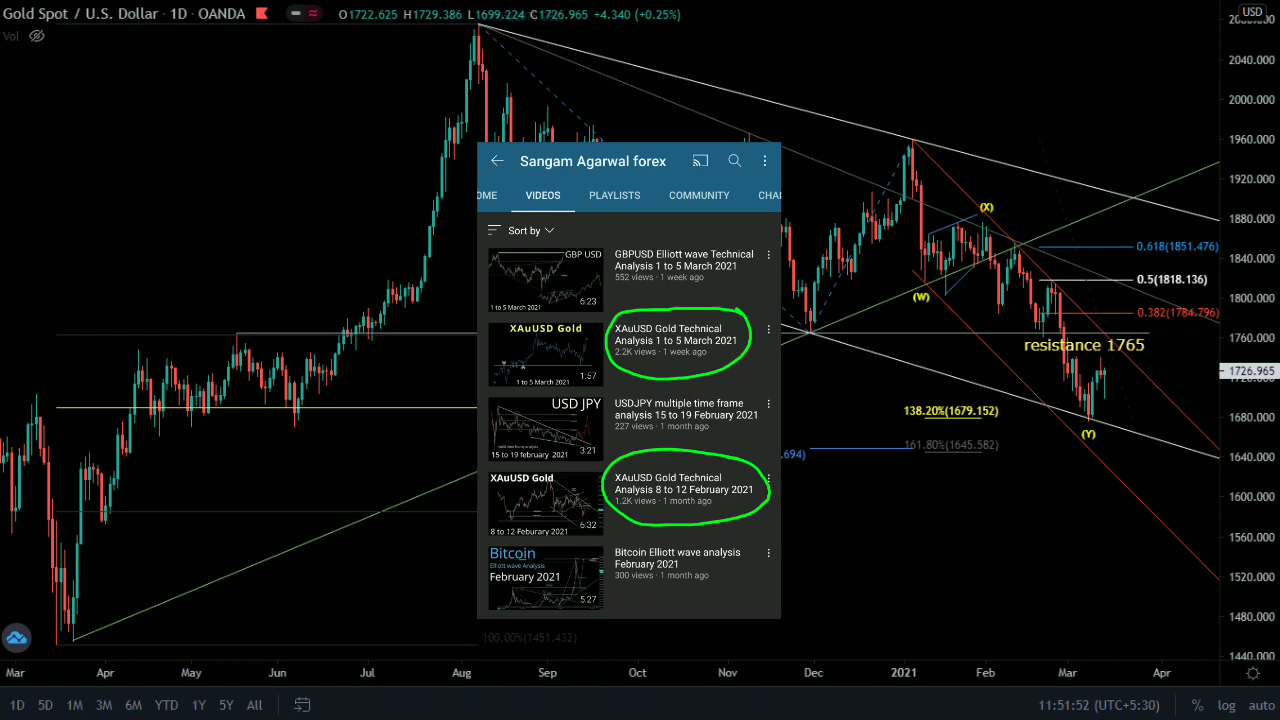 Gold Spot / U.S. Dollar · 1D · OANDA
O1722.625 H1729.386 L1699.224 C1726.965 +4.340 (+0.25%)
USD
Vol
2040.000
2000.000
1960.000
1920.000
1880.000
1840.000
1800.000
1760.000
1726.965
1680.000
1640.000
1600.000
1560.000
1520.000
1480.000
1440.000
(X)
0.618(1851.476)
0.5(1818.136)
(W)
0.382(1784.796)
resistance 1765
138.20%(1679.152)
(Y)
161.80%(1645.582)
.694)
100.00%(1451.432)
Sangam Agarwal forex
OME VIDEOS PLAYLISTS COMMUNITY CHA
Sort by
GBP USD
1 to 5 March 2021
6:23
GBPUSD Elliott wave Technical
Analysis 1 to 5 March 2021
552 views · 1 week ago
XAuUSD Gold
1 to 5 March 2021
1:57
XAuUSD Gold Technical
Analysis 1 to 5 March 2021
2.2K views · 1 week ago
USD JPY
multiple time frame
15 to 19 february 2021
3:21
USDJPY multiple time frame
analysis 15 to 19 February 2021
227 views · 1 month ago
XAuUSD Gold
8 to 12 Feburary 2021
6:32
XAuUSD Gold Technical
Analysis 8 to 12 February 2021
1.2K views · 1 month ago
Bitcoin
Elliott wave Analysis
February 2021
5:27
Bitcoin Elliott wave analysis
February 2021
300 views · 1 month ago
Mar Apr May Jun Jul Aug Sep Oct Nov Dec 2021 Feb Mar Apr
1D 5D 1M 3M 6M YTD 1Y 5Y All
11:51:52 (UTC+5:30) % log auto